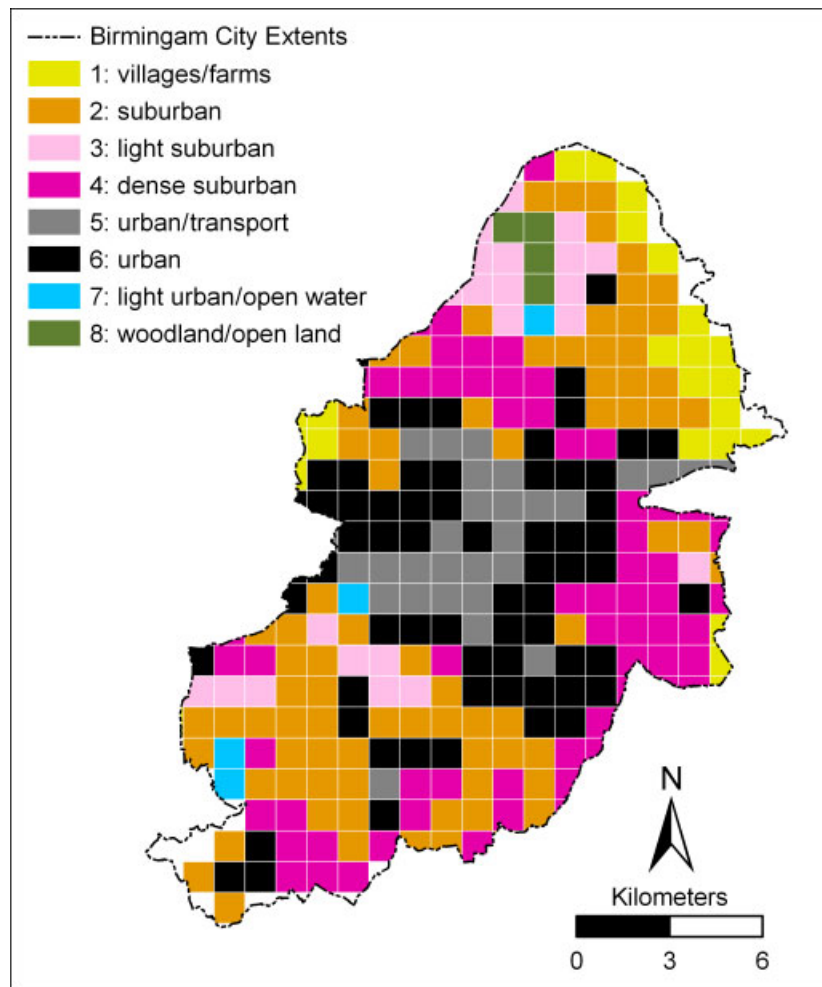 Birmingam City Extents
1: villages/farms
2: suburban
3: light suburban
4: dense suburban
5: urban/transport
6: urban
7: light urban/open water
8: woodland/open land
N
Kilometers
0 3 6